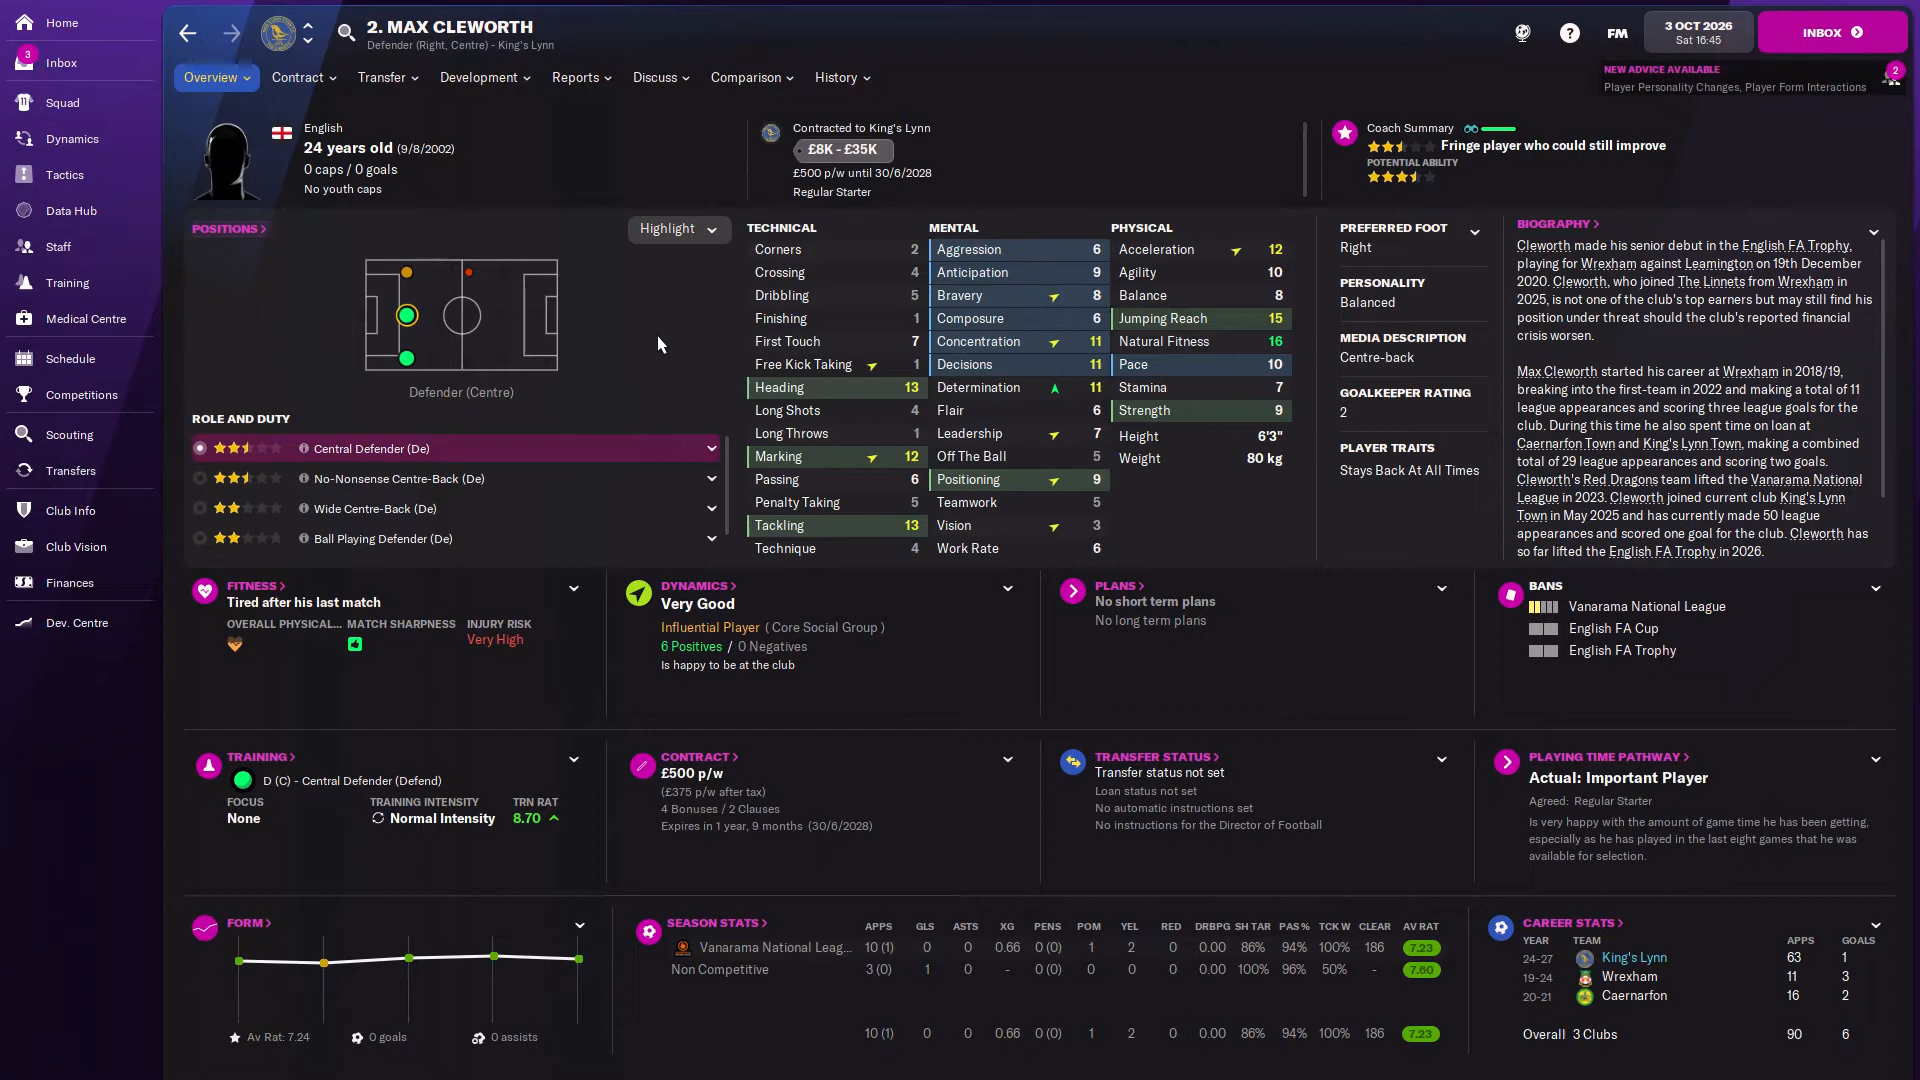 Home
3
Inbox
Squad
Dynamics
Tactics
Data Hub
Staff
Training
Medical Centre
Schedule
Competitions
Scouting
Transfers
Club Info
Club Vision
Finances
Dev. Centre
2. MAX CLEWORTH
Defender (Right, Centre) - King's Lynn
FM
3 OCT 2026
Sat 16:45
INBOX
Overview
Contract
Transfer
Development
Reports
Discuss
Comparison
History
NEW ADVICE AVAILABLE
Player Personality Changes, Player Form Interactions
2
English
24 years old (9/8/2002)
0 caps / 0 goals
No youth caps
Contracted to King's Lynn
£8K - £35K
£500 p/w until 30/6/2028
Regular Starter
Coach Summary
Fringe player who could still improve
POTENTIAL ABILITY
POSITIONS
Highlight
Defender (Centre)
ROLE AND DUTY
Central Defender (De)
No-Nonsense Centre-Back (De)
Wide Centre-Back (De)
Ball Playing Defender (De)
TECHNICAL
Corners 2
Crossing 4
Dribbling 5
Finishing 1
First Touch 7
Free Kick Taking 1
Heading 13
Long Shots 4
Long Throws 1
Marking 12
Passing 6
Penalty Taking 5
Tackling 13
Technique 4
MENTAL
Aggression 6
Anticipation 9
Bravery 8
Composure 6
Concentration 11
Decisions 11
Determination 11
Flair 6
Leadership 7
Off The Ball 5
Positioning 9
Teamwork 5
Vision 3
Work Rate 6
PHYSICAL
Acceleration 12
Agility 10
Balance 8
Jumping Reach 15
Natural Fitness 16
Pace 10
Stamina 7
Strength 9
Height 6'3"
Weight 80 kg
PREFERRED FOOT
Right
PERSONALITY
Balanced
MEDIA DESCRIPTION
Centre-back
GOALKEEPER RATING
2
PLAYER TRAITS
Stays Back At All Times
BIOGRAPHY
Cleworth made his senior debut in the English FA Trophy,
playing for Wrexham against Leamington on 19th December
2020. Cleworth, who joined The Linnets from Wrexham in
2025, is not one of the club's top earners but may still find his
position under threat should the club's reported financial
crisis worsen.
Max Cleworth started his career at Wrexham in 2018/19,
breaking into the first-team in 2022 and making a total of 11
league appearances and scoring three league goals for the
club. During this time he also spent time on loan at
Caernarfon Town and King's Lynn Town, making a combined
total of 29 league appearances and scoring two goals.
Cleworth's Red Dragons team lifted the Vanarama National
League in 2023. Cleworth joined current club King's Lynn
Town in May 2025 and has currently made 50 league
appearances and scored one goal for the club. Cleworth has
so far lifted the English FA Trophy in 2026.
FITNESS
Tired after his last match
OVERALL PHYSICAL... MATCH SHARPNESS INJURY RISK
Very High
DYNAMICS
Very Good
Influential Player ( Core Social Group )
6 Positives / 0 Negatives
Is happy to be at the club
PLANS
No short term plans
No long term plans
BANS
Vanarama National League
English FA Cup
English FA Trophy
TRAINING
D (C) - Central Defender (Defend)
FOCUS TRAINING INTENSITY TRN RAT
None Normal Intensity 8.70
CONTRACT
£500 p/w
(£375 p/w after tax)
4 Bonuses / 2 Clauses
Expires in 1 year, 9 months (30/6/2028)
TRANSFER STATUS
Transfer status not set
Loan status not set
No automatic instructions set
No instructions for the Director of Football
PLAYING TIME PATHWAY
Actual: Important Player
Agreed: Regular Starter
Is very happy with the amount of game time he has been getting,
especially as he has played in the last eight games that he was
available for selection.
FORM
Av Rat: 7.24 0 goals 0 assists
SEASON STATS APPS GLS ASTS XG PENS POM YEL RED DRBPG SH TAR PAS % TCK W CLEAR AV RAT
Vanarama National Leag... 10 (1) 0 0 0.66 0 (0) 1 2 0 0.00 86% 94% 100% 186 7.23
Non Competitive 3 (0) 1 0 - 0 (0) 0 0 0 0.00 100% 96% 50% - 7.60
10 (1) 0 0 0.66 0 (0) 1 2 0 0.00 86% 94% 100% 186 7.23
CAREER STATS
YEAR TEAM APPS GOALS
24-27 King's Lynn 63 1
19-24 Wrexham 11 3
20-21 Caernarfon 16 2
Overall 3 Clubs 90 6